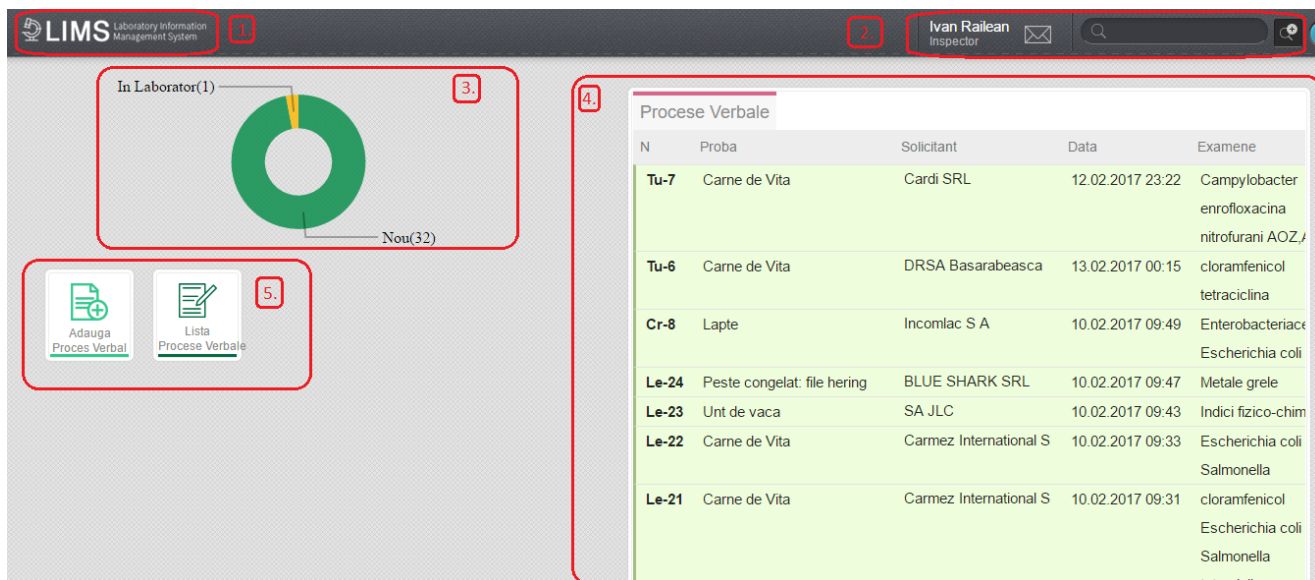 LIMS Laboratory Information
Management System
1.
2.
Ivan Railean
Inspector
In Laborator(1)
3.
Nou(32)
4.
Procese Verbale
N Proba Solicitant Data Examene
Tu-7 Carne de Vita Cardi SRL 12.02.2017 23:22 Campylobacter
enrofloxacina
nitrofurani AOZ,A
Tu-6 Carne de Vita DRSA Basarabeasca 13.02.2017 00:15 cloramfenicol
tetraciclina
Cr-8 Lapte Incomlac S A 10.02.2017 09:49 Enterobacteriace
Escherichia coli
Le-24 Peste congelat: file hering BLUE SHARK SRL 10.02.2017 09:47 Metale grele
Le-23 Unt de vaca SA JLC 10.02.2017 09:43 Indici fizico-chim
Le-22 Carne de Vita Carmez International S 10.02.2017 09:33 Escherichia coli
Salmonella
Le-21 Carne de Vita Carmez International S 10.02.2017 09:31 cloramfenicol
Escherichia coli
Salmonella
5.
Adauga
Proces Verbal
Lista
Procese Verbale